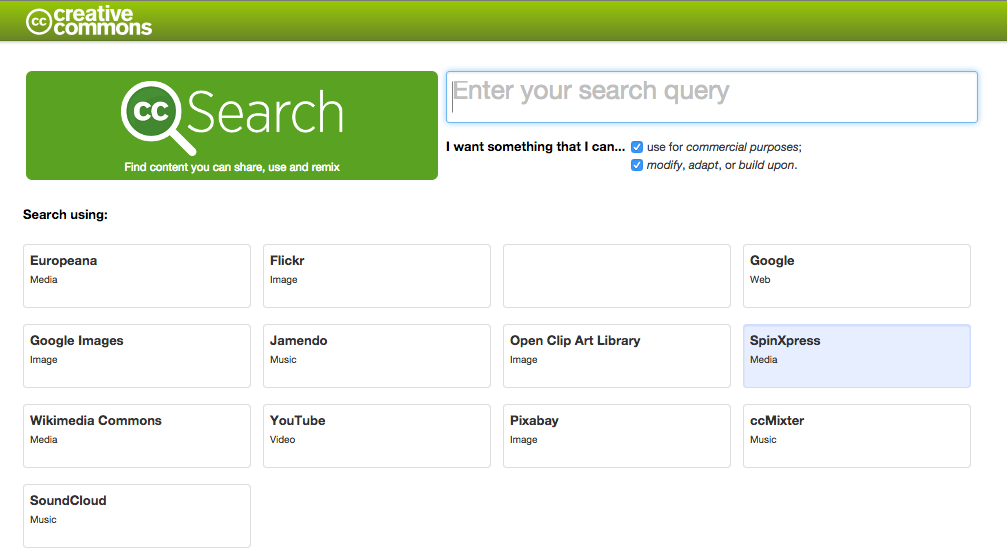 cc creative
commons
cc Search
Find content you can share, use and remix
Enter your search query
I want something that I can... use for commercial purposes;
modify, adapt, or build upon.
Search using:
Europeana
Media
Flickr
Image
Google
Web
Google Images
Image
Jamendo
Music
Open Clip Art Library
Image
SpinXpress
Media
Wikimedia Commons
Media
YouTube
Video
Pixabay
Image
ccMixter
Music
SoundCloud
Music